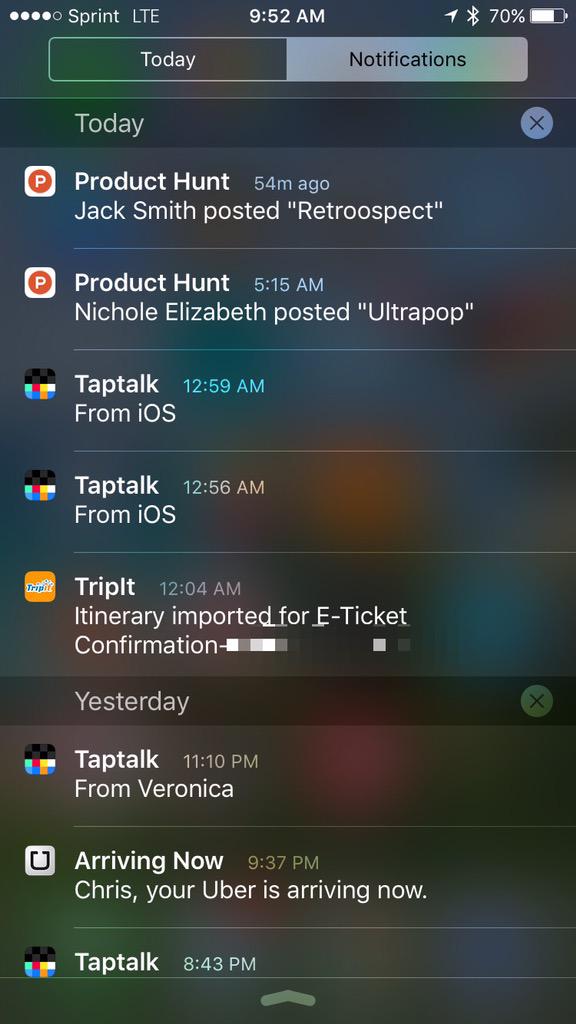 Sprint LTE 9:52 AM 70%
Today Notifications
Today
Product Hunt 54m ago
Jack Smith posted "Retroospect"
Product Hunt 5:15 AM
Nichole Elizabeth posted "Ultrapop"
Taptalk 12:59 AM
From iOS
Taptalk 12:56 AM
From iOS
TripIt 12:04 AM
Itinerary imported for E-Ticket
Confirmation-
Yesterday
Taptalk 11:10 PM
From Veronica
Arriving Now 9:37 PM
Chris, your Uber is arriving now.
Taptalk 8:43 PM